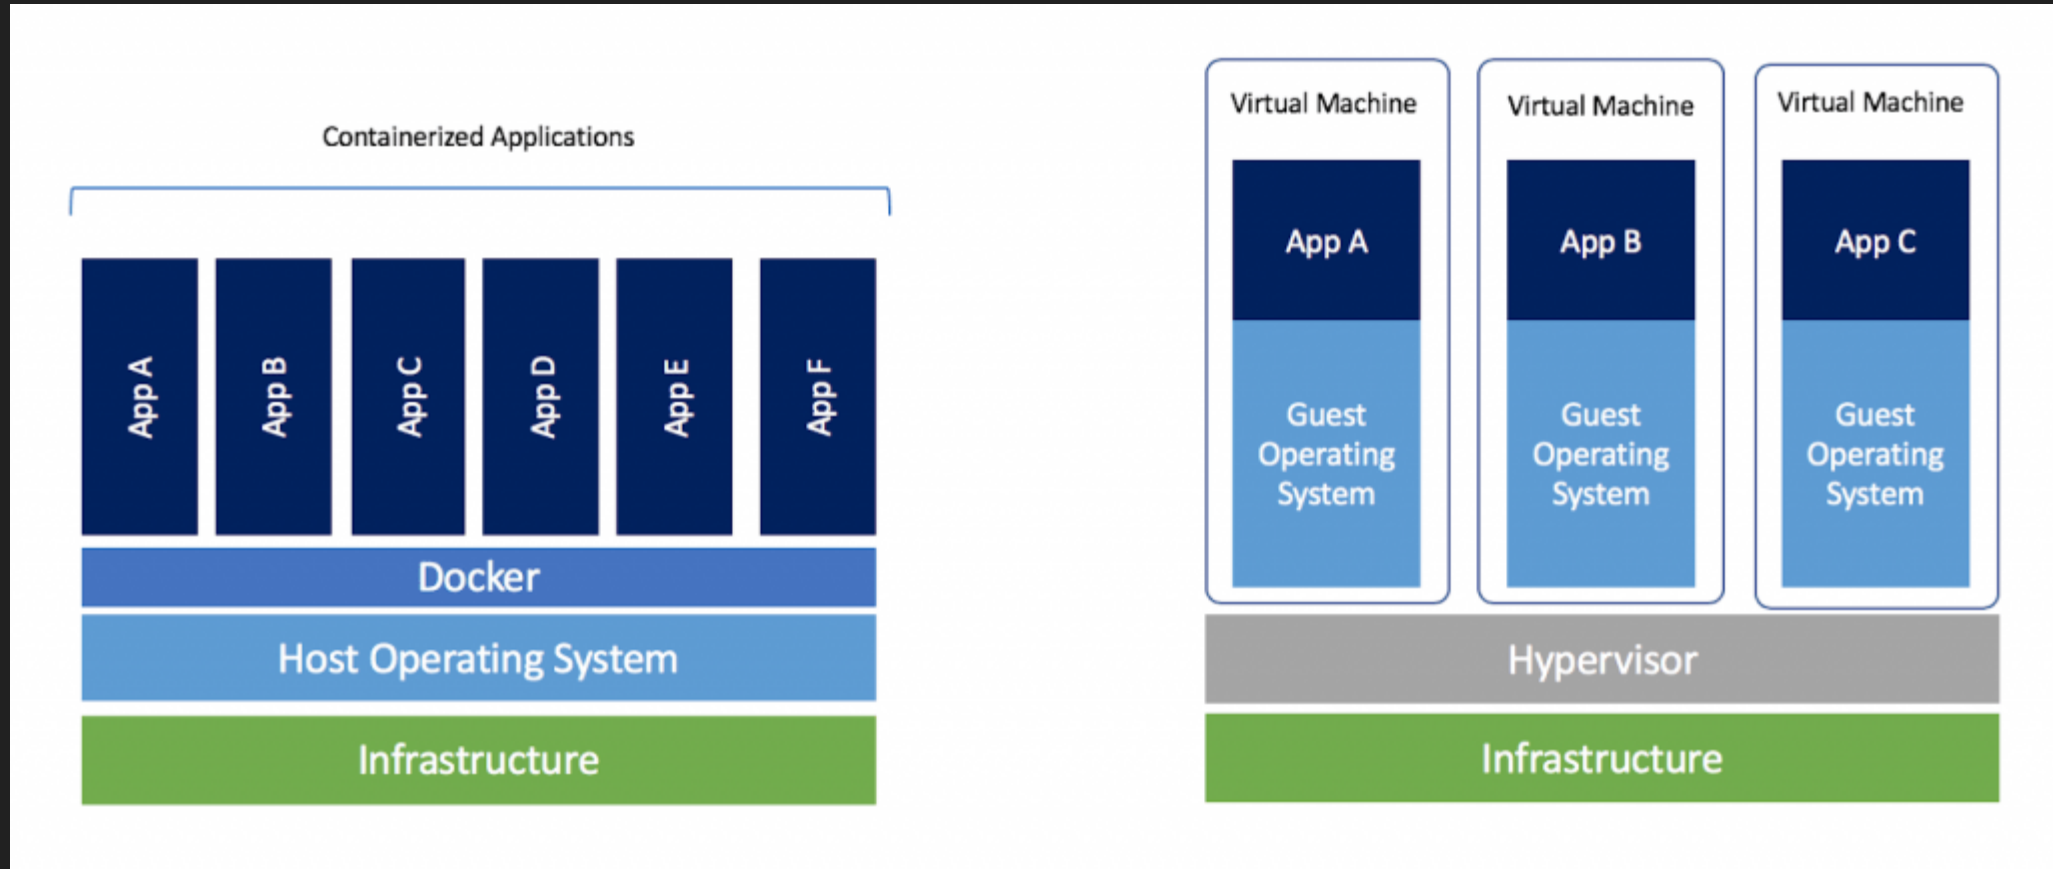 Containerized Applications
App A
App B
App C
App D
App E
App F
Docker
Host Operating System
Infrastructure
Virtual Machine
App A
Guest
Operating
System
Virtual Machine
App B
Guest
Operating
System
Virtual Machine
App C
Guest
Operating
System
Hypervisor
Infrastructure